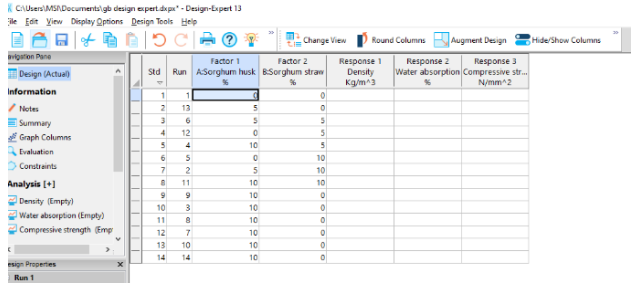 C:\Users\MSI\Documents\gb design expert.dxpx* - Design-Expert 13
File Edit View Display Options Design Tools Help
Change View Round Columns Augment Design Hide/Show Columns
Navigation Pane
Design (Actual)
Information
Notes
Summary
Graph Columns
Evaluation
Constraints
Analysis [+]
Density (Empty)
Water absorption (Empty)
Compressive strength (Emp
Design Properties
Run 1
Factor 1 Factor 2 Response 1 Response 2 Response 3
Std Run A:Sorghum husk B:Sorghum straw Density Water absorption Compressive str...
% % Kg/m^3 % N/mm^2
1 1 0 0
2 13 5 0
3 6 5 5
4 12 0 5
5 4 10 5
6 5 0 10
7 2 5 10
8 11 10 10
9 9 10 0
10 3 10 0
11 8 10 0
12 7 10 0
13 10 10 0
14 14 10 0